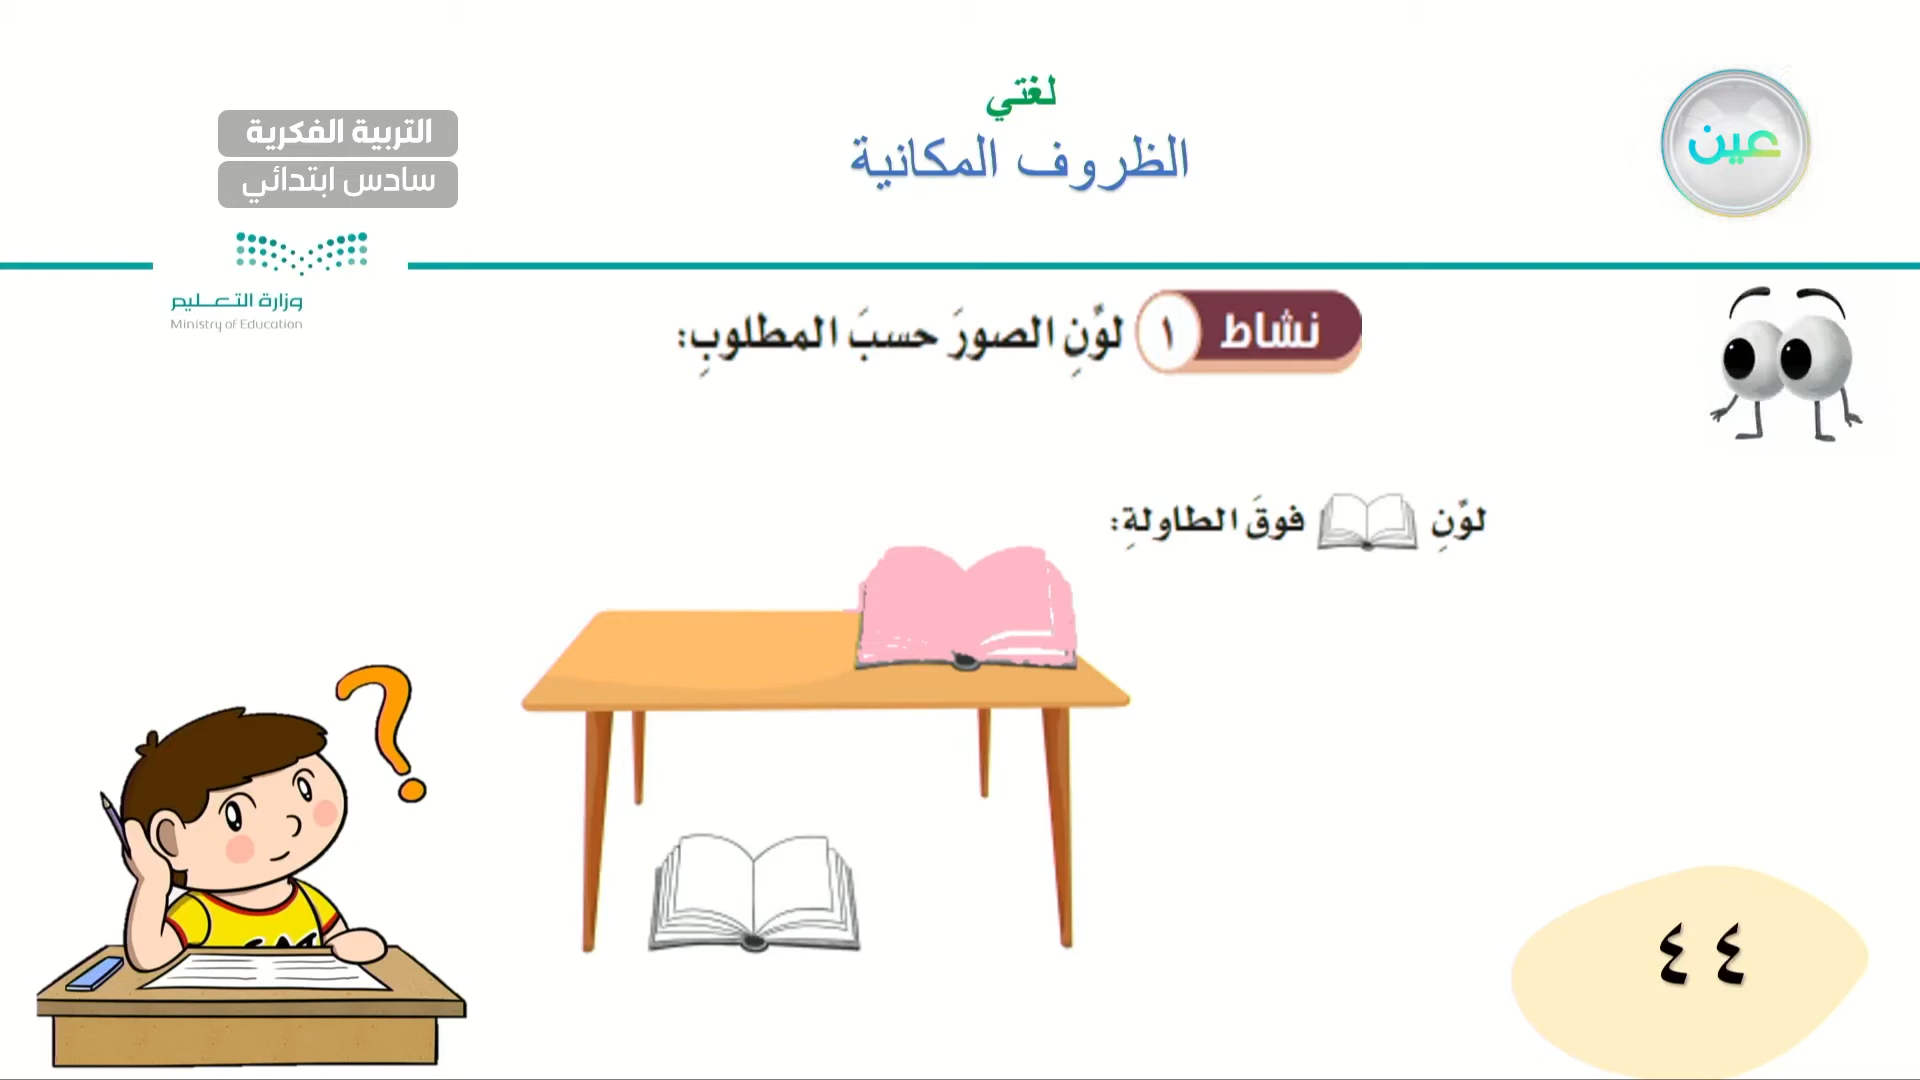 لغتي
الظروف المكانية
عين
التربية الفكرية
سادس ابتدائي
وزارة التعليم
Ministry of Education
نشاط ١ لوِّنِ الصورَ حسبَ المطلوبِ:
لوِّنِ فوقَ الطاولةِ:
٤٤